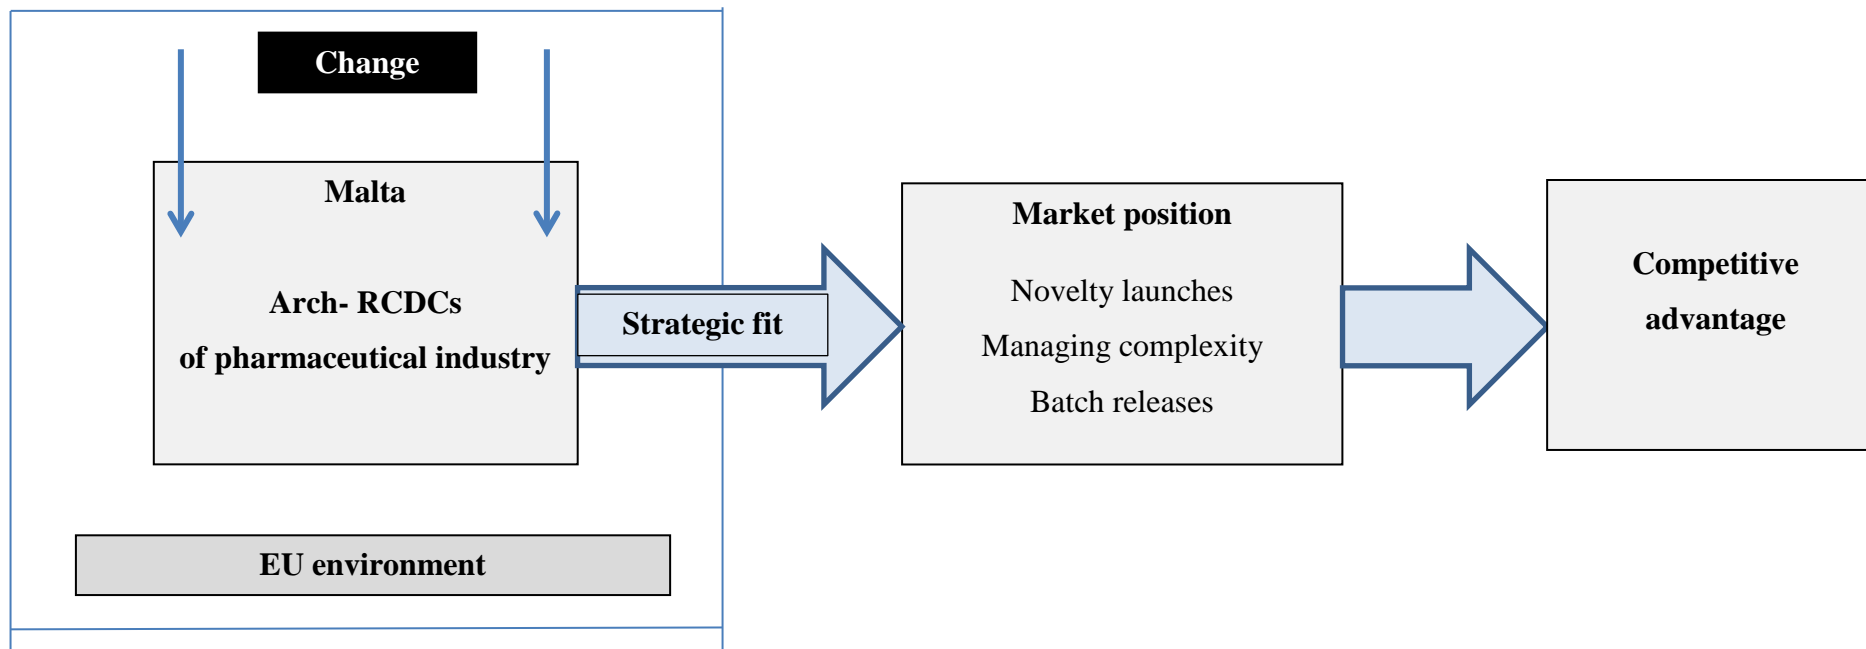 Change
Malta
Arch- RCDCs
of pharmaceutical industry
EU environment
Strategic fit
Market position
Novelty launches
Managing complexity
Batch releases
Competitive
advantage